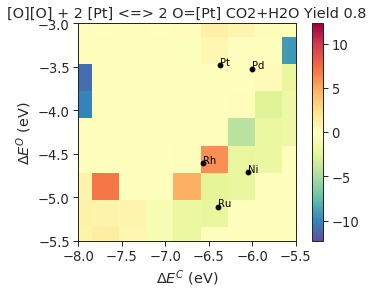 [O][O] + 2 [Pt] <=> 2 O=[Pt] CO2+H2O Yield 0.8
−3.0
−3.5
−4.0
−4.5
−5.0
−5.5
ΔE^O (eV)
Pt
Pd
Rh
Ni
Ru
−8.0 −7.5 −7.0 −6.5 −6.0 −5.5
ΔE^C (eV)
10
5
0
−5
−10